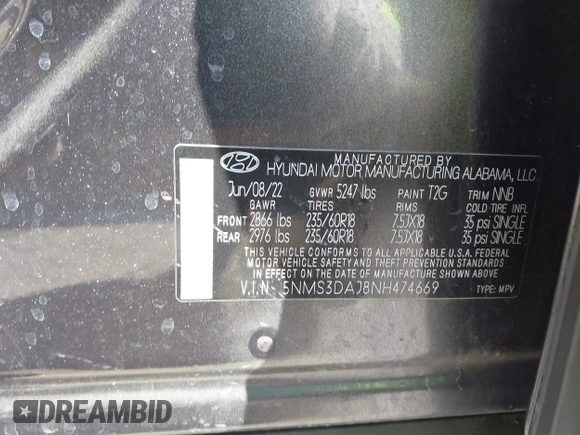 MANUFACTURED BY
HYUNDAI MOTOR MANUFACTURING ALABAMA, LLC
Jun/08/22 GVWR 5247 lbs PAINT T2G TRIM NNB
GAWR TIRES RIMS COLD TIRE INFL
FRONT 2866 lbs 235/60R18 7.5JX18 35 psi SINGLE
REAR 2976 lbs 235/60R18 7.5JX18 35 psi SINGLE
THIS VEHICLE CONFORMS TO ALL APPLICABLE U.S.A. FEDERAL
MOTOR VEHICLE SAFETY AND THEFT PREVENTION STANDARDS
IN EFFECT ON THE DATE OF MANUFACTURE SHOWN ABOVE.
V.I.N.: 5NMS3DAJ8NH474669 TYPE: MPV
DREAMBID